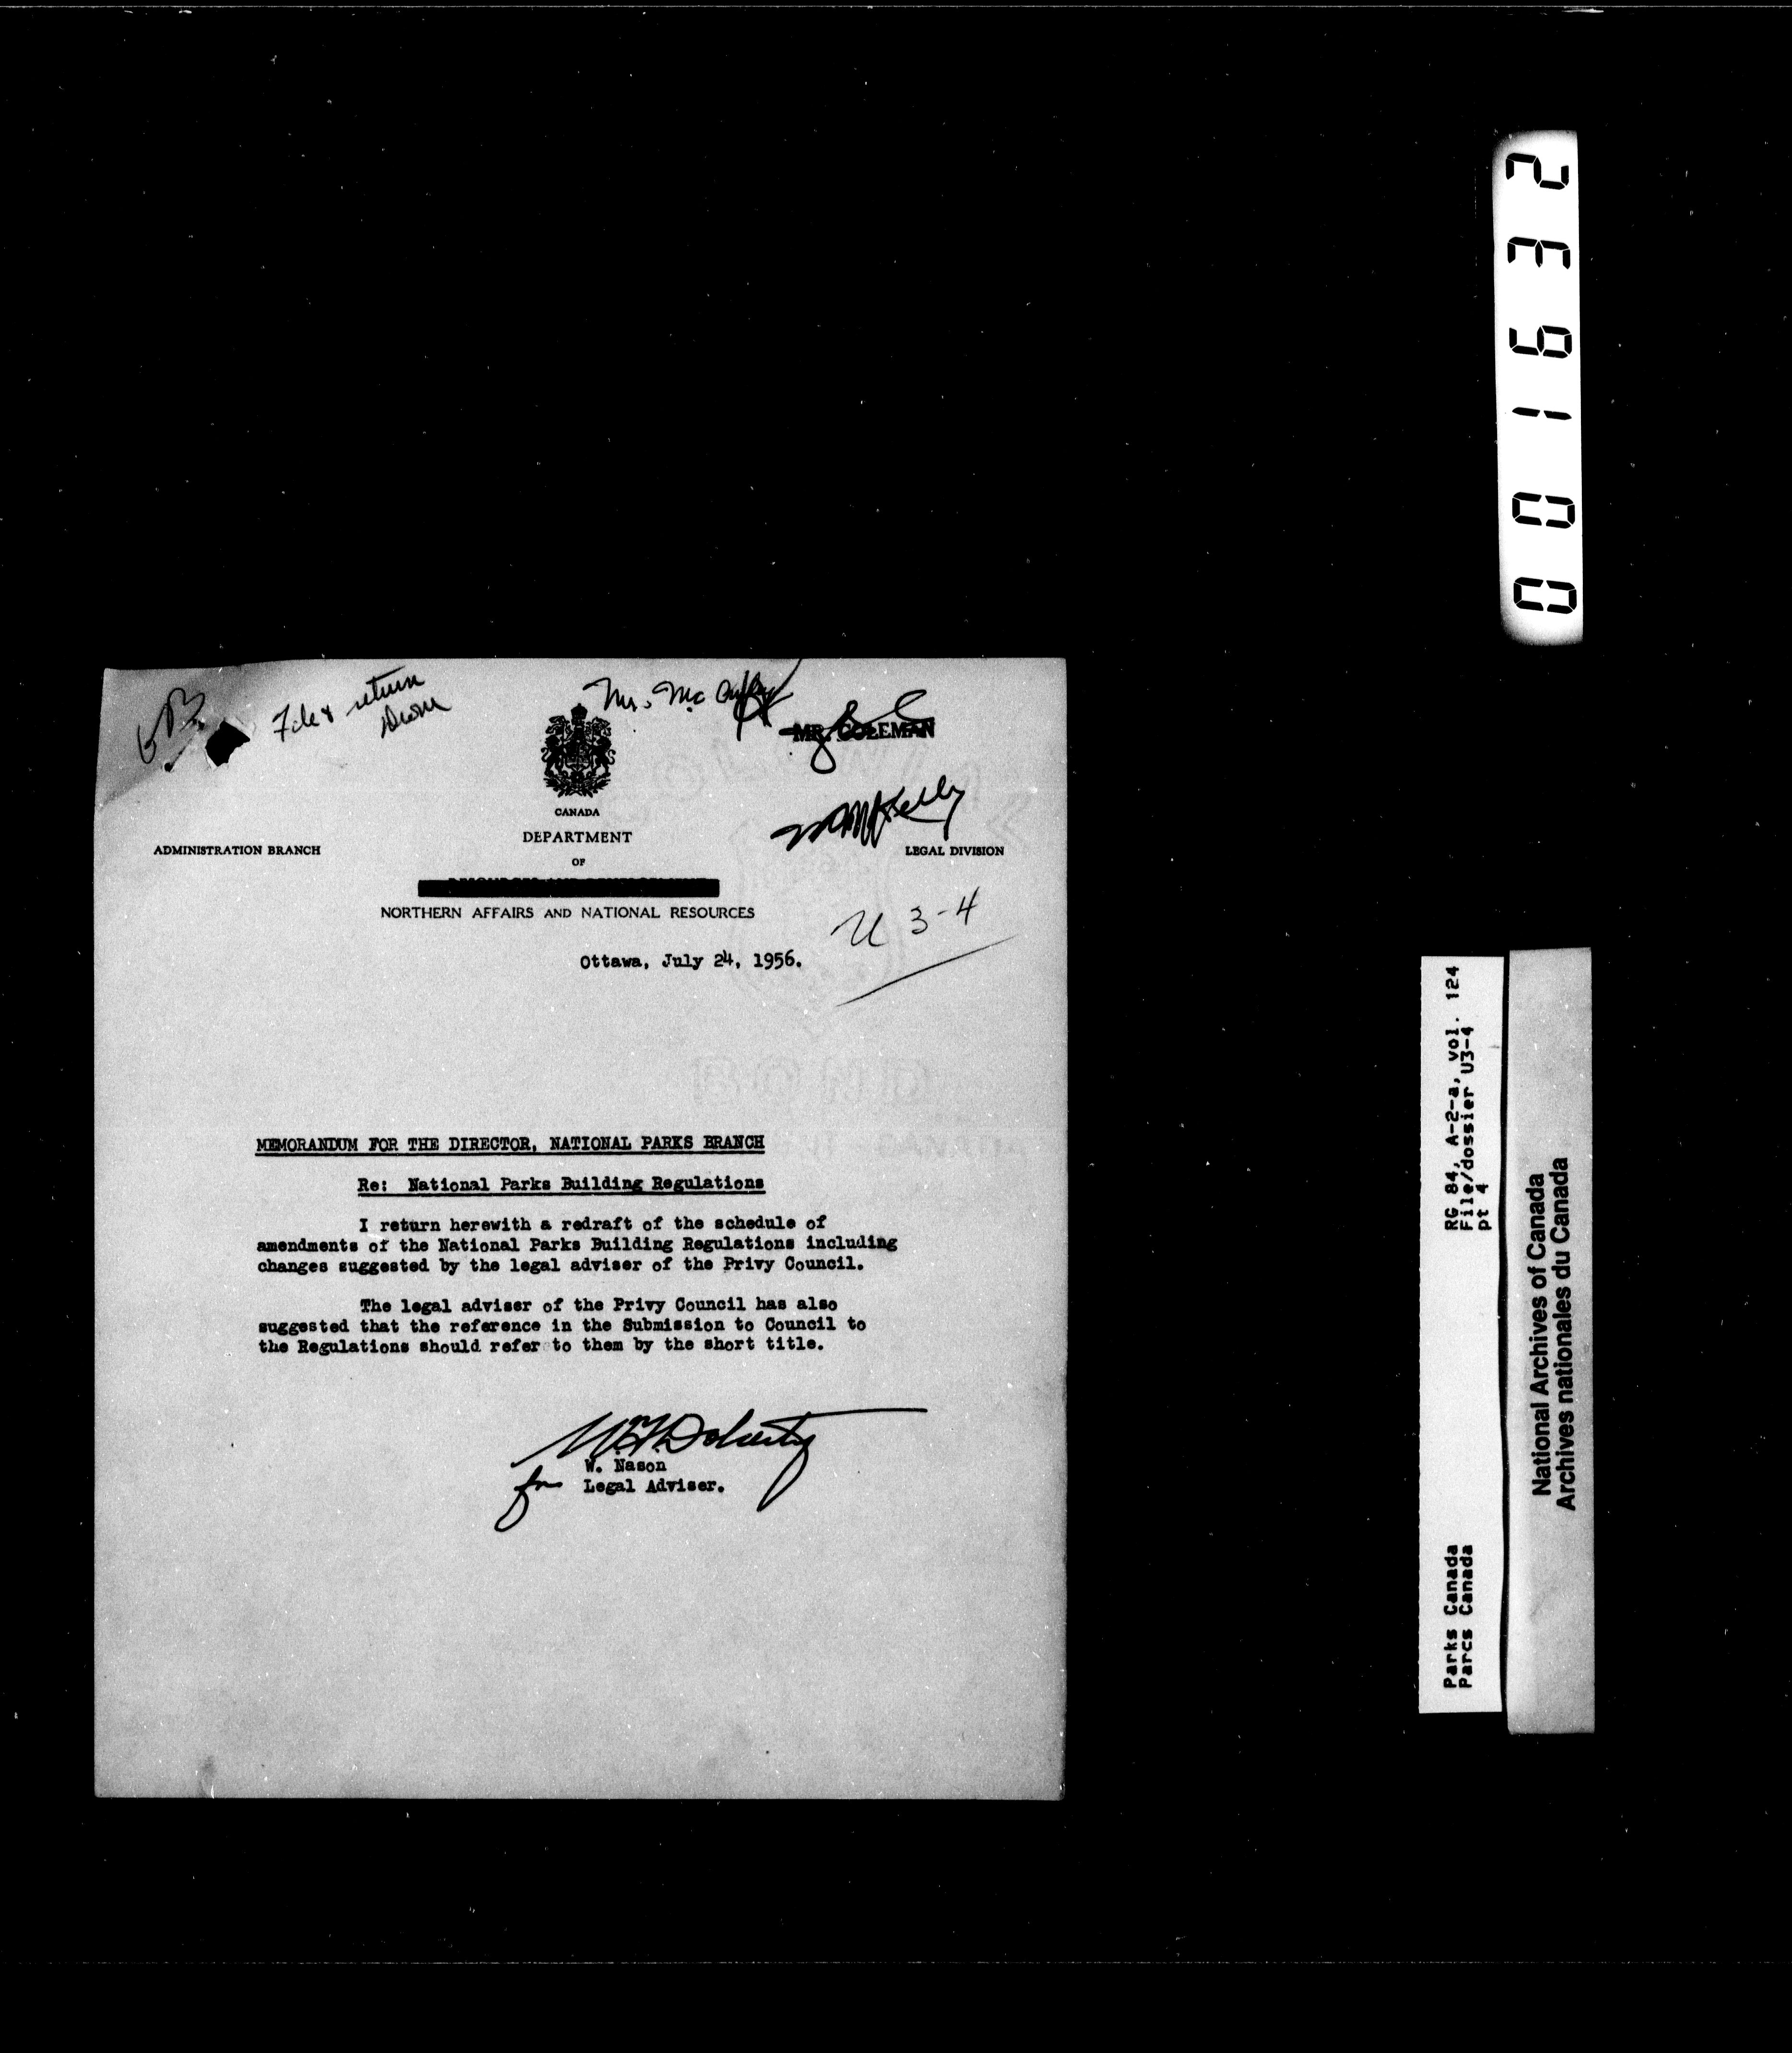 File & return
Mr.
MR. COLEMAN
CANADA
DEPARTMENT
ADMINISTRATION BRANCH
LEGAL DIVISION
OF
NORTHERN AFFAIRS AND NATIONAL RESOURCES
U 3-4
Ottawa, July 24, 1956.
MEMORANDUM FOR THE DIRECTOR, NATIONAL PARKS BRANCH
Re: National Parks Building Regulations
I return herewith a redraft of the schedule of
amendments of the National Parks Building Regulations including
changes suggested by the legal adviser of the Privy Council.
The legal adviser of the Privy Council has also
suggested that the reference in the Submission to Council to
the Regulations should refer to them by the short title.
Doherty
W. Nason
for Legal Adviser.
001632
RG 84, A-2-a, vol. 124
File/dossier U3-4
pt 4
Parks Canada
Parcs Canada
National Archives of Canada
Archives nationales du Canada